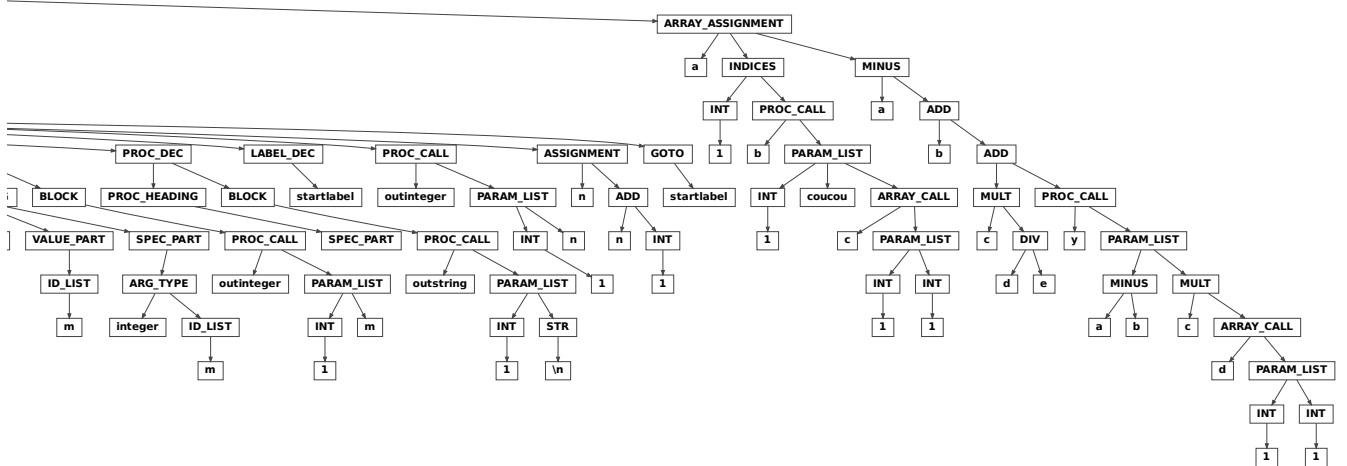 ARRAY_ASSIGNMENT
a INDICES MINUS
INT PROC_CALL a ADD
PROC_DEC LABEL_DEC PROC_CALL ASSIGNMENT GOTO 1 b PARAM_LIST b ADD
BLOCK PROC_HEADING BLOCK startlabel outinteger PARAM_LIST n ADD startlabel INT coucou ARRAY_CALL MULT PROC_CALL
VALUE_PART SPEC_PART PROC_CALL SPEC_PART PROC_CALL INT n n INT 1 c PARAM_LIST c DIV y PARAM_LIST
ID_LIST ARG_TYPE outinteger PARAM_LIST outstring PARAM_LIST 1 1 INT INT d e MINUS MULT
m integer ID_LIST INT m INT STR 1 1 a b c ARRAY_CALL
m 1 1 \n d PARAM_LIST
INT INT
1 1